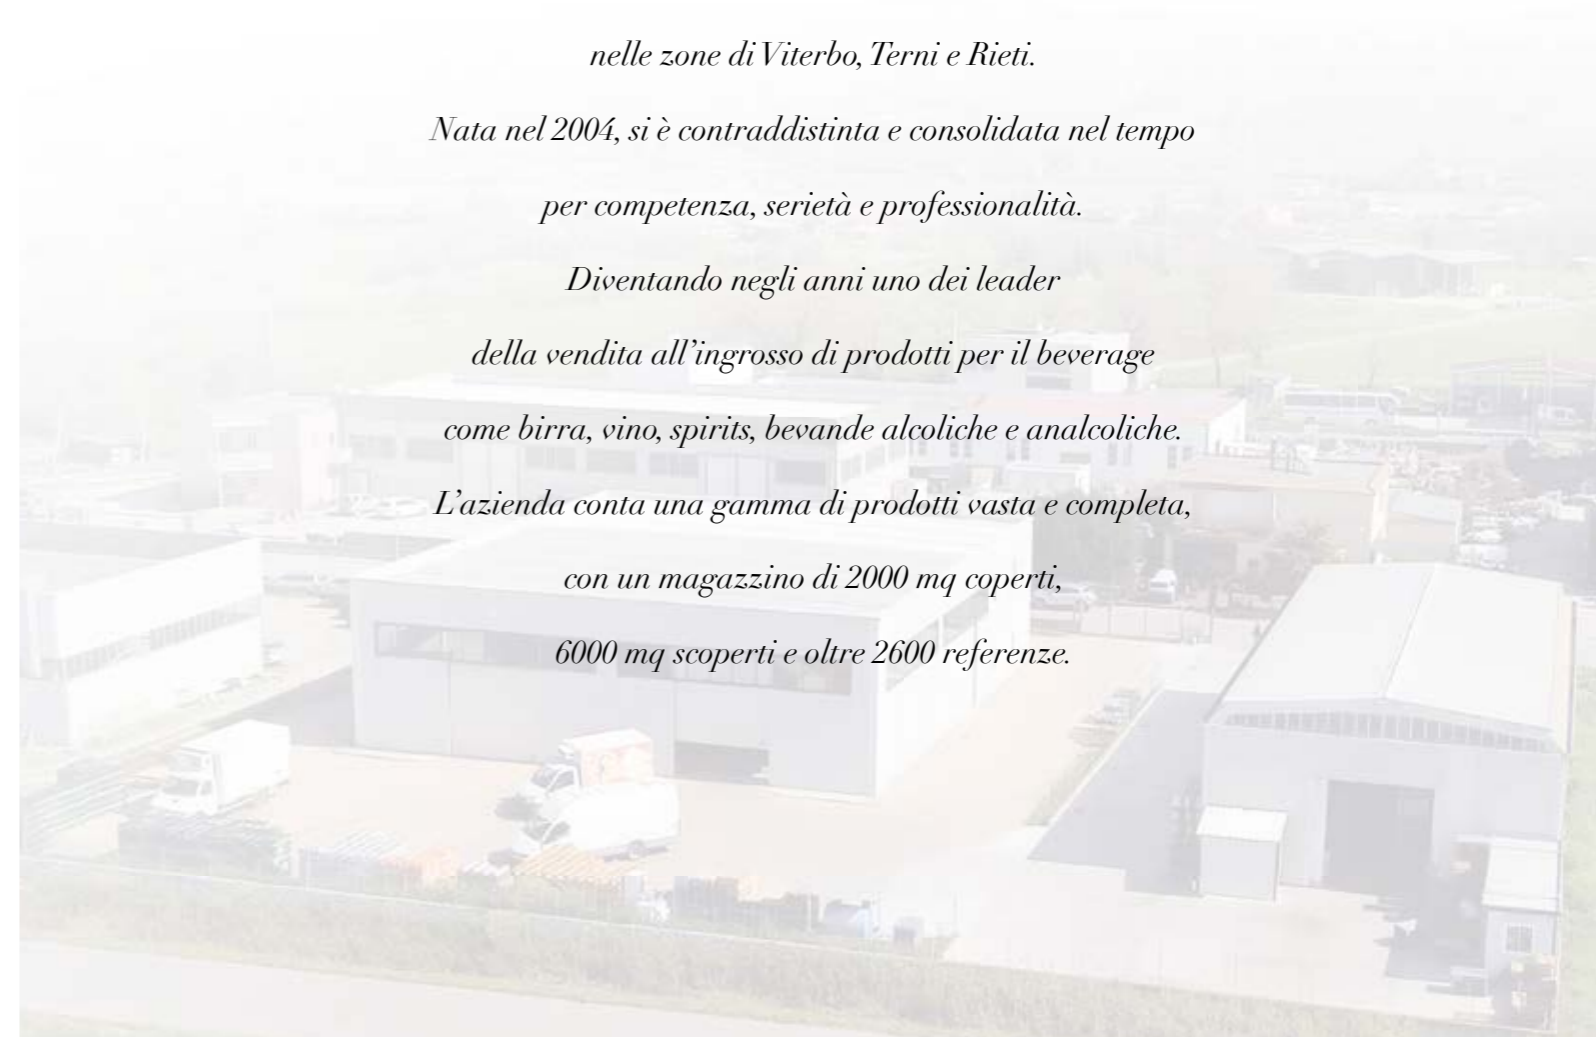 nelle zone di Viterbo, Terni e Rieti.
Nata nel 2004, si è contraddistinta e consolidata nel tempo
per competenza, serietà e professionalità.
Diventando negli anni uno dei leader
della vendita all’ingrosso di prodotti per il beverage
come birra, vino, spirits, bevande alcoliche e analcoliche.
L’azienda conta una gamma di prodotti vasta e completa,
con un magazzino di 2000 mq coperti,
6000 mq scoperti e oltre 2600 referenze.